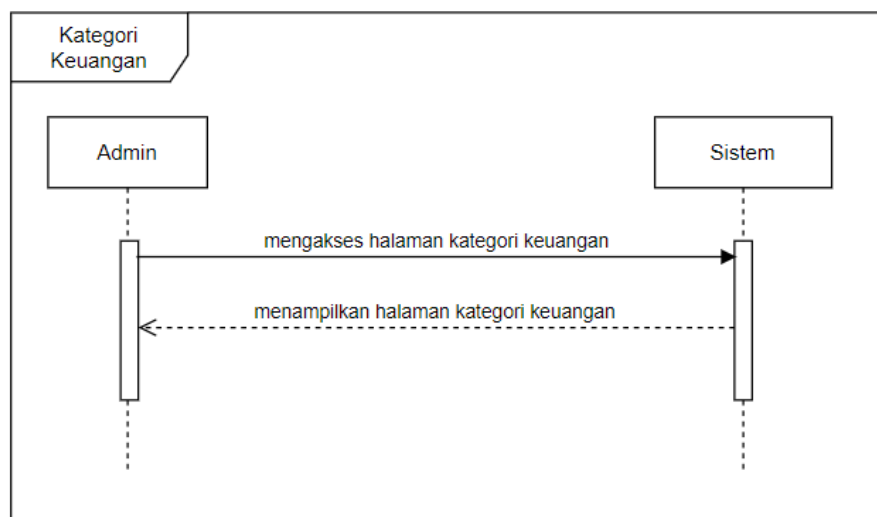 Kategori
Keuangan
Admin
Sistem
mengakses halaman kategori keuangan
menampilkan halaman kategori keuangan